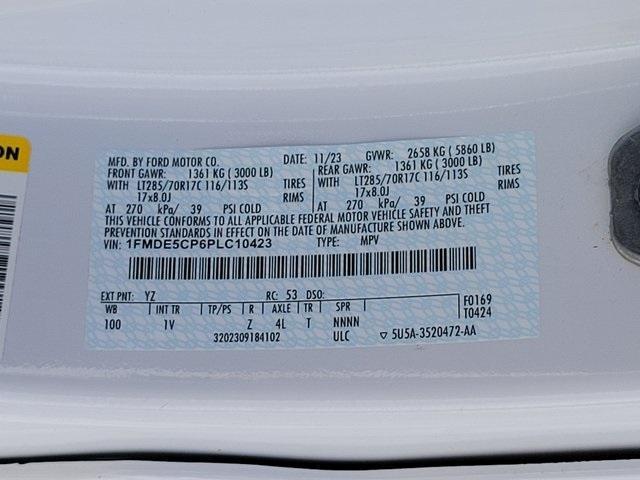 ON
MFD. BY FORD MOTOR CO. DATE: 11/23 GVWR: 2658 KG ( 5860 LB)
FRONT GAWR: 1361 KG ( 3000 LB) REAR GAWR: 1361 KG ( 3000 LB)
WITH LT285/70R17C 116/113S TIRES WITH LT285/70R17C 116/113S TIRES
17x8.0J RIMS 17x8.0J RIMS
AT 270 kPa/ 39 PSI COLD AT 270 kPa/ 39 PSI COLD
THIS VEHICLE CONFORMS TO ALL APPLICABLE FEDERAL MOTOR VEHICLE SAFETY AND THEFT
PREVENTION STANDARDS IN EFFECT ON THE DATE OF MANUFACTURE SHOWN ABOVE.
VIN: 1FMDE5CP6PLC10423 TYPE: MPV
EXT PNT: YZ RC: 53 DSO: F0169
WB INT TR TP/PS R AXLE TR SPR T0424
100 1V Z 4L T NNNN
3202309184102 ULC ▽ 5U5A-3520472-AA